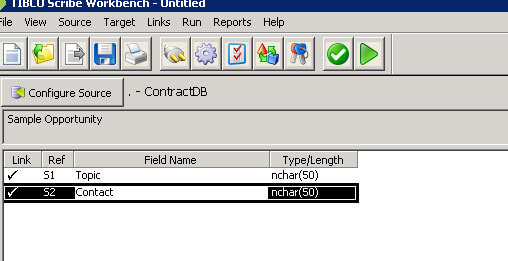 TIBCO Scribe Workbench - Untitled
File View Source Target Links Run Reports Help
Configure Source . - ContractDB
Sample Opportunity
Link Ref Field Name Type/Length
S1 Topic nchar(50)
S2 Contact nchar(50)